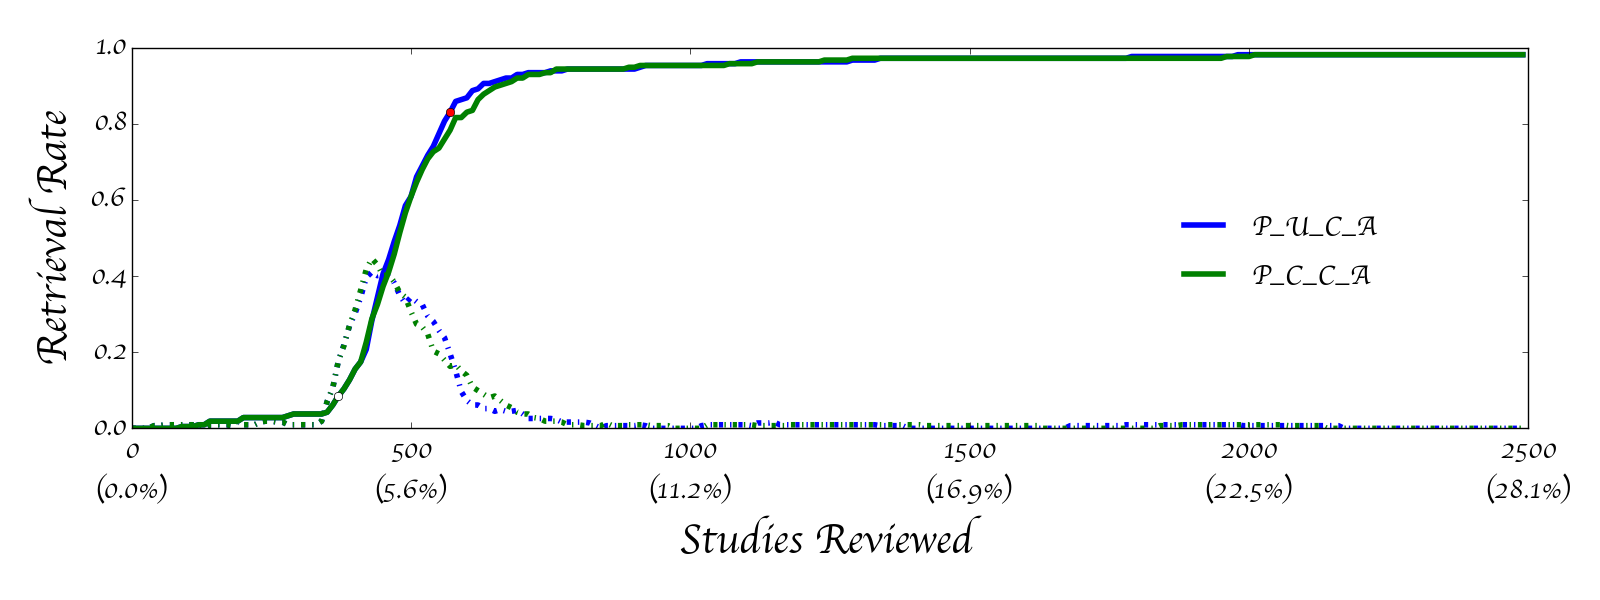 1.0
0.8
0.6
0.4
0.2
0.0
Retrieval Rate
P_U_C_A
P_C_C_A
0 500 1000 1500 2000 2500
(0.0%) (5.6%) (11.2%) (16.9%) (22.5%) (28.1%)
Studies Reviewed